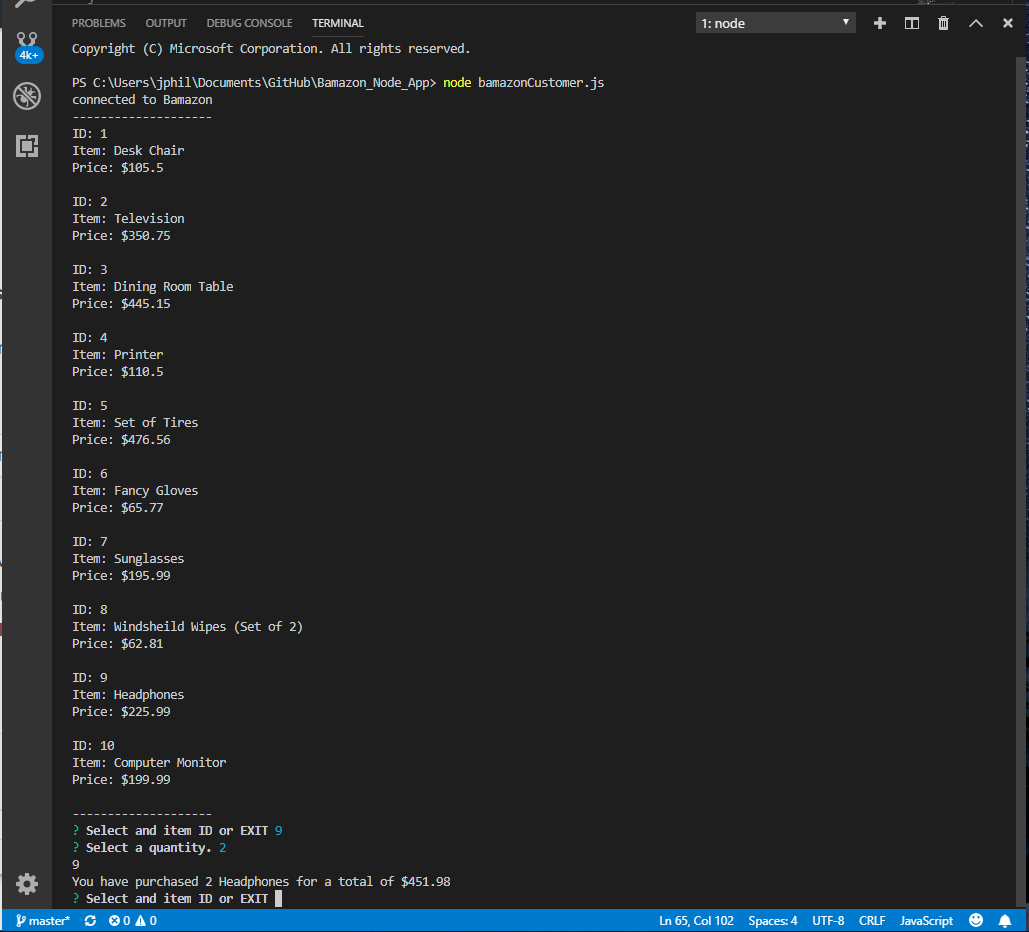 PROBLEMS OUTPUT DEBUG CONSOLE TERMINAL 1: node
4k+
Copyright (C) Microsoft Corporation. All rights reserved.
PS C:\Users\jphil\Documents\GitHub\Bamazon_Node_App> node bamazonCustomer.js
connected to Bamazon
--------------------
ID: 1
Item: Desk Chair
Price: $105.5
ID: 2
Item: Television
Price: $350.75
ID: 3
Item: Dining Room Table
Price: $445.15
ID: 4
Item: Printer
Price: $110.5
ID: 5
Item: Set of Tires
Price: $476.56
ID: 6
Item: Fancy Gloves
Price: $65.77
ID: 7
Item: Sunglasses
Price: $195.99
ID: 8
Item: Windsheild Wipes (Set of 2)
Price: $62.81
ID: 9
Item: Headphones
Price: $225.99
ID: 10
Item: Computer Monitor
Price: $199.99
--------------------
? Select and item ID or EXIT 9
? Select a quantity. 2
9
You have purchased 2 Headphones for a total of $451.98
? Select and item ID or EXIT
master* 0 0 Ln 65, Col 102 Spaces: 4 UTF-8 CRLF JavaScript